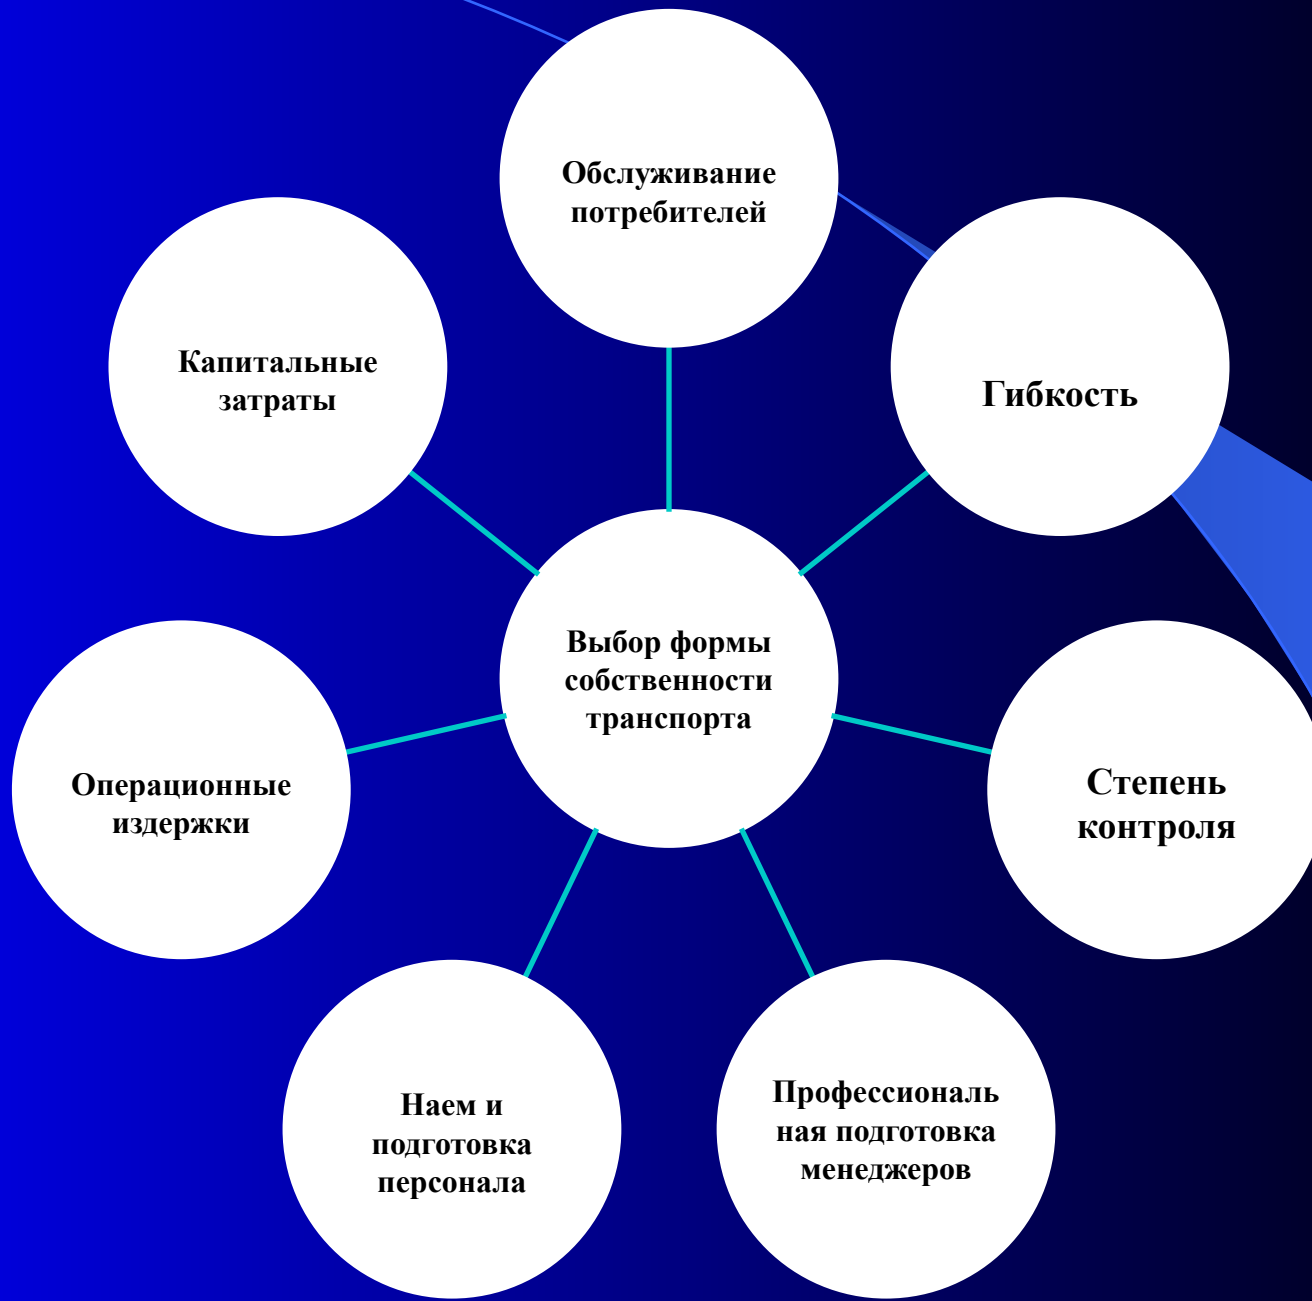 Обслуживание
потребителей
Капитальные
затраты
Гибкость
Выбор формы
собственности
транспорта
Операционные
издержки
Степень
контроля
Наем и
подготовка
персонала
Профессиональ
ная подготовка
менеджеров